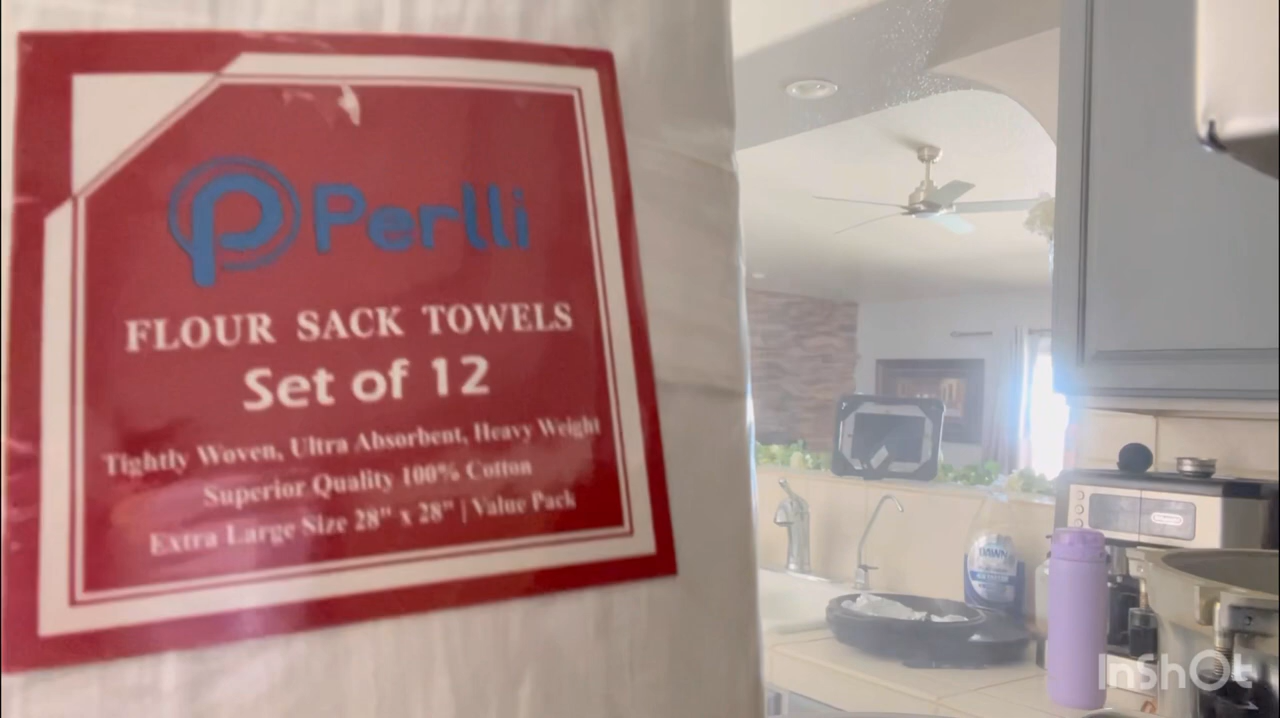 Perlli
FLOUR SACK TOWELS
Set of 12
Tightly Woven, Ultra Absorbent, Heavy Weight
Superior Quality 100% Cotton
Extra Large Size 28" x 28" | Value Pack
DAWN
InShOt